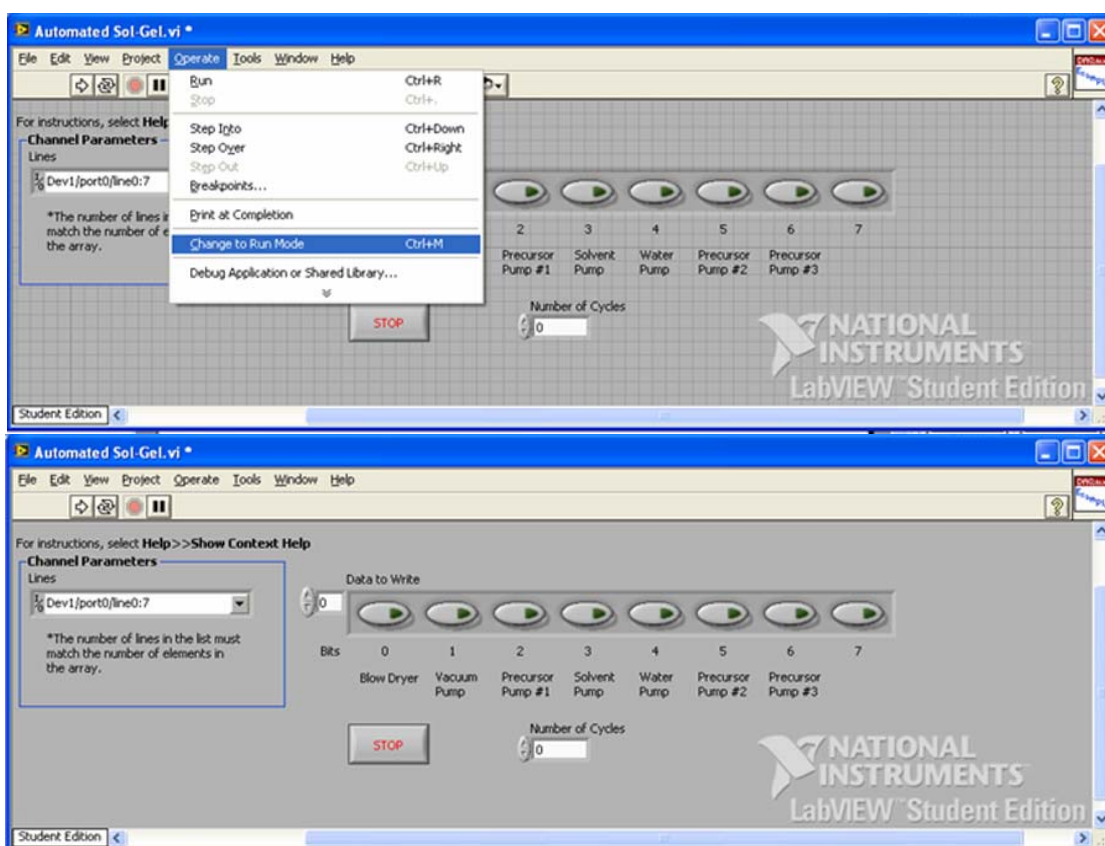 Automated Sol-Gel.vi *
File Edit View Project Operate Tools Window Help
Run Ctrl+R
Stop Ctrl+.
Step Into Ctrl+Down
Step Over Ctrl+Right
Step Out Ctrl+Up
Breakpoints...
Print at Completion
Change to Run Mode Ctrl+M
Debug Application or Shared Library...
For instructions, select Help
Channel Parameters
Lines
Dev1/port0/line0:7
*The number of lines in
match the number of e
the array.
2 3 4 5 6 7
Precursor Solvent Water Precursor Precursor
Pump #1 Pump Pump Pump #2 Pump #3
STOP
Number of Cycles
0
NATIONAL
INSTRUMENTS
LabVIEW™ Student Edition
Student Edition
Automated Sol-Gel.vi *
File Edit View Project Operate Tools Window Help
For instructions, select Help>>Show Context Help
Channel Parameters
Lines
Dev1/port0/line0:7
*The number of lines in the list must
match the number of elements in
the array.
Data to Write
0
Bits 0 1 2 3 4 5 6 7
Blow Dryer Vacuum Precursor Solvent Water Precursor Precursor
Pump Pump #1 Pump Pump Pump #2 Pump #3
STOP
Number of Cycles
0
NATIONAL
INSTRUMENTS
LabVIEW™ Student Edition
Student Edition